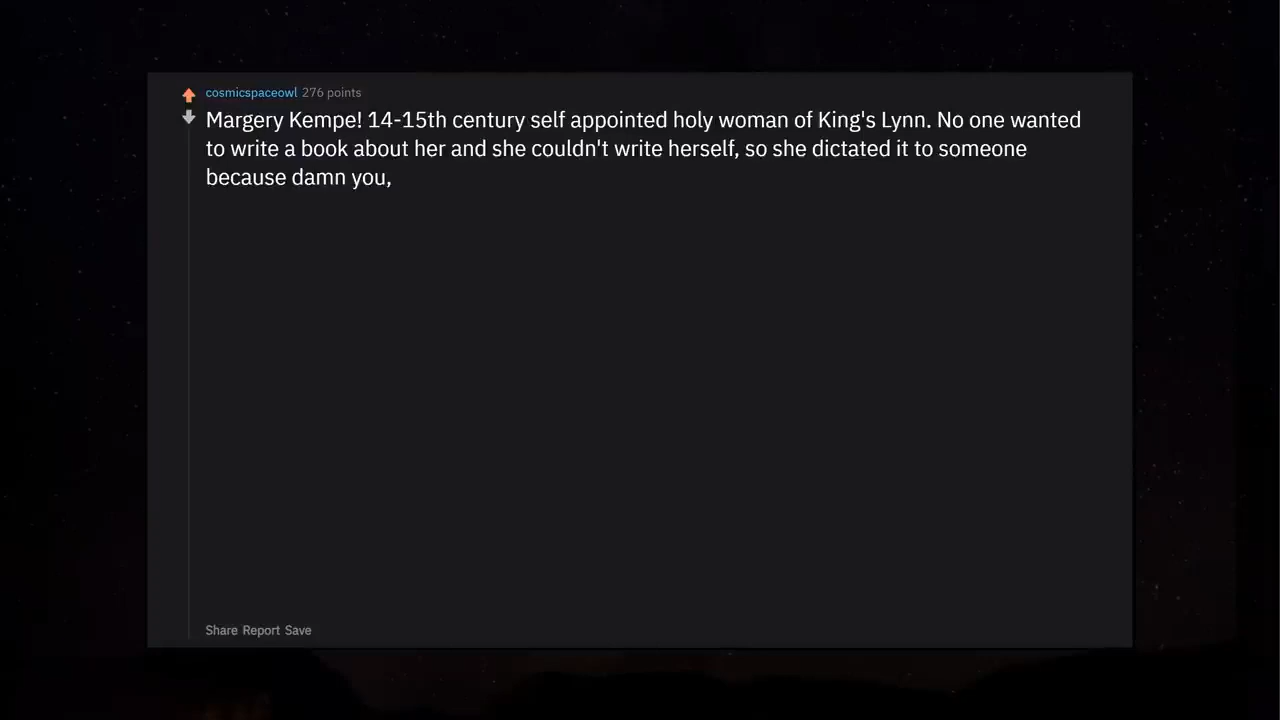 cosmicspaceowl 276 points
Margery Kempe! 14-15th century self appointed holy woman of King's Lynn. No one wanted
to write a book about her and she couldn't write herself, so she dictated it to someone
because damn you,
Share Report Save